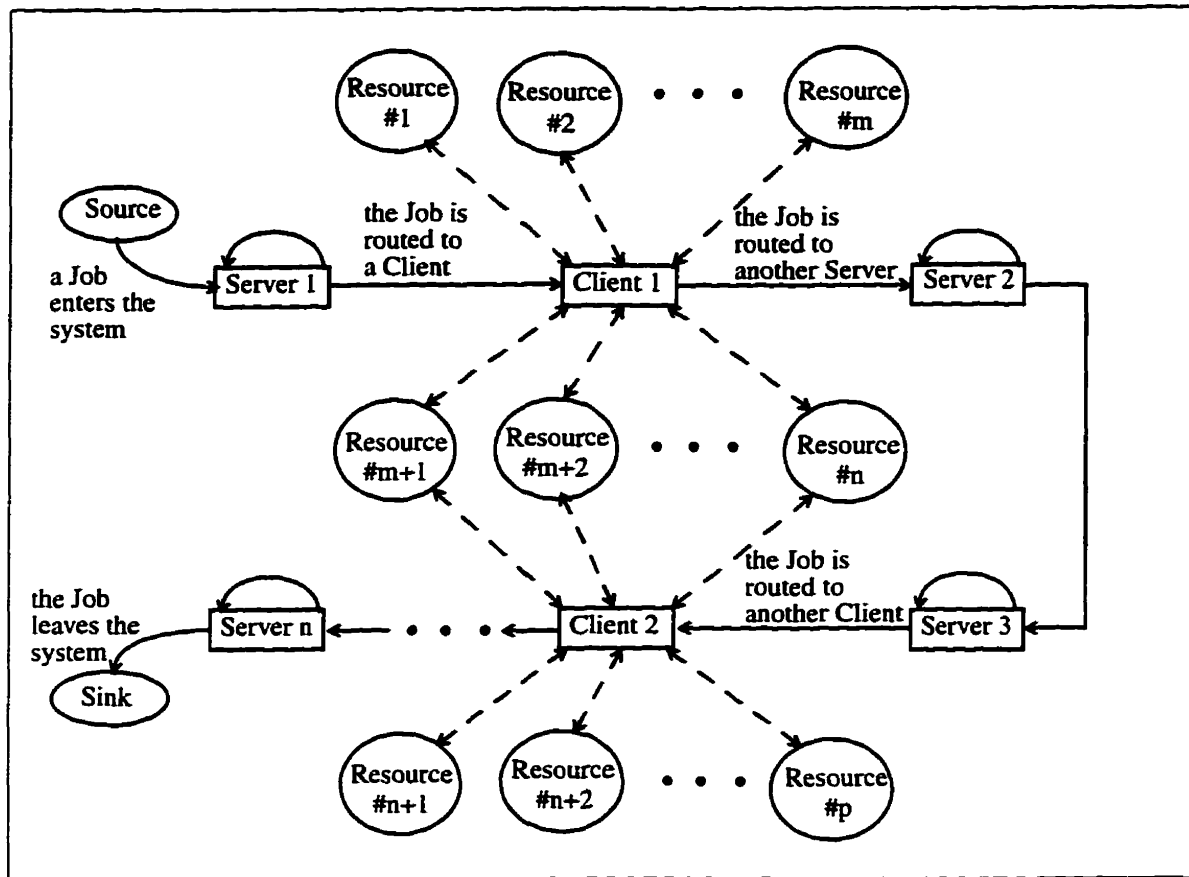 Resource
#1
Resource
#2
Resource
#m
Source
a Job
enters the
system
Server 1
the Job is
routed to
a Client
Client 1
the Job is
routed to
another Server
Server 2
Resource
#m+1
Resource
#m+2
Resource
#n
the Job
leaves the
system
Sink
Server n
Client 2
the Job is
routed to
another Client
Server 3
Resource
#n+1
Resource
#n+2
Resource
#p